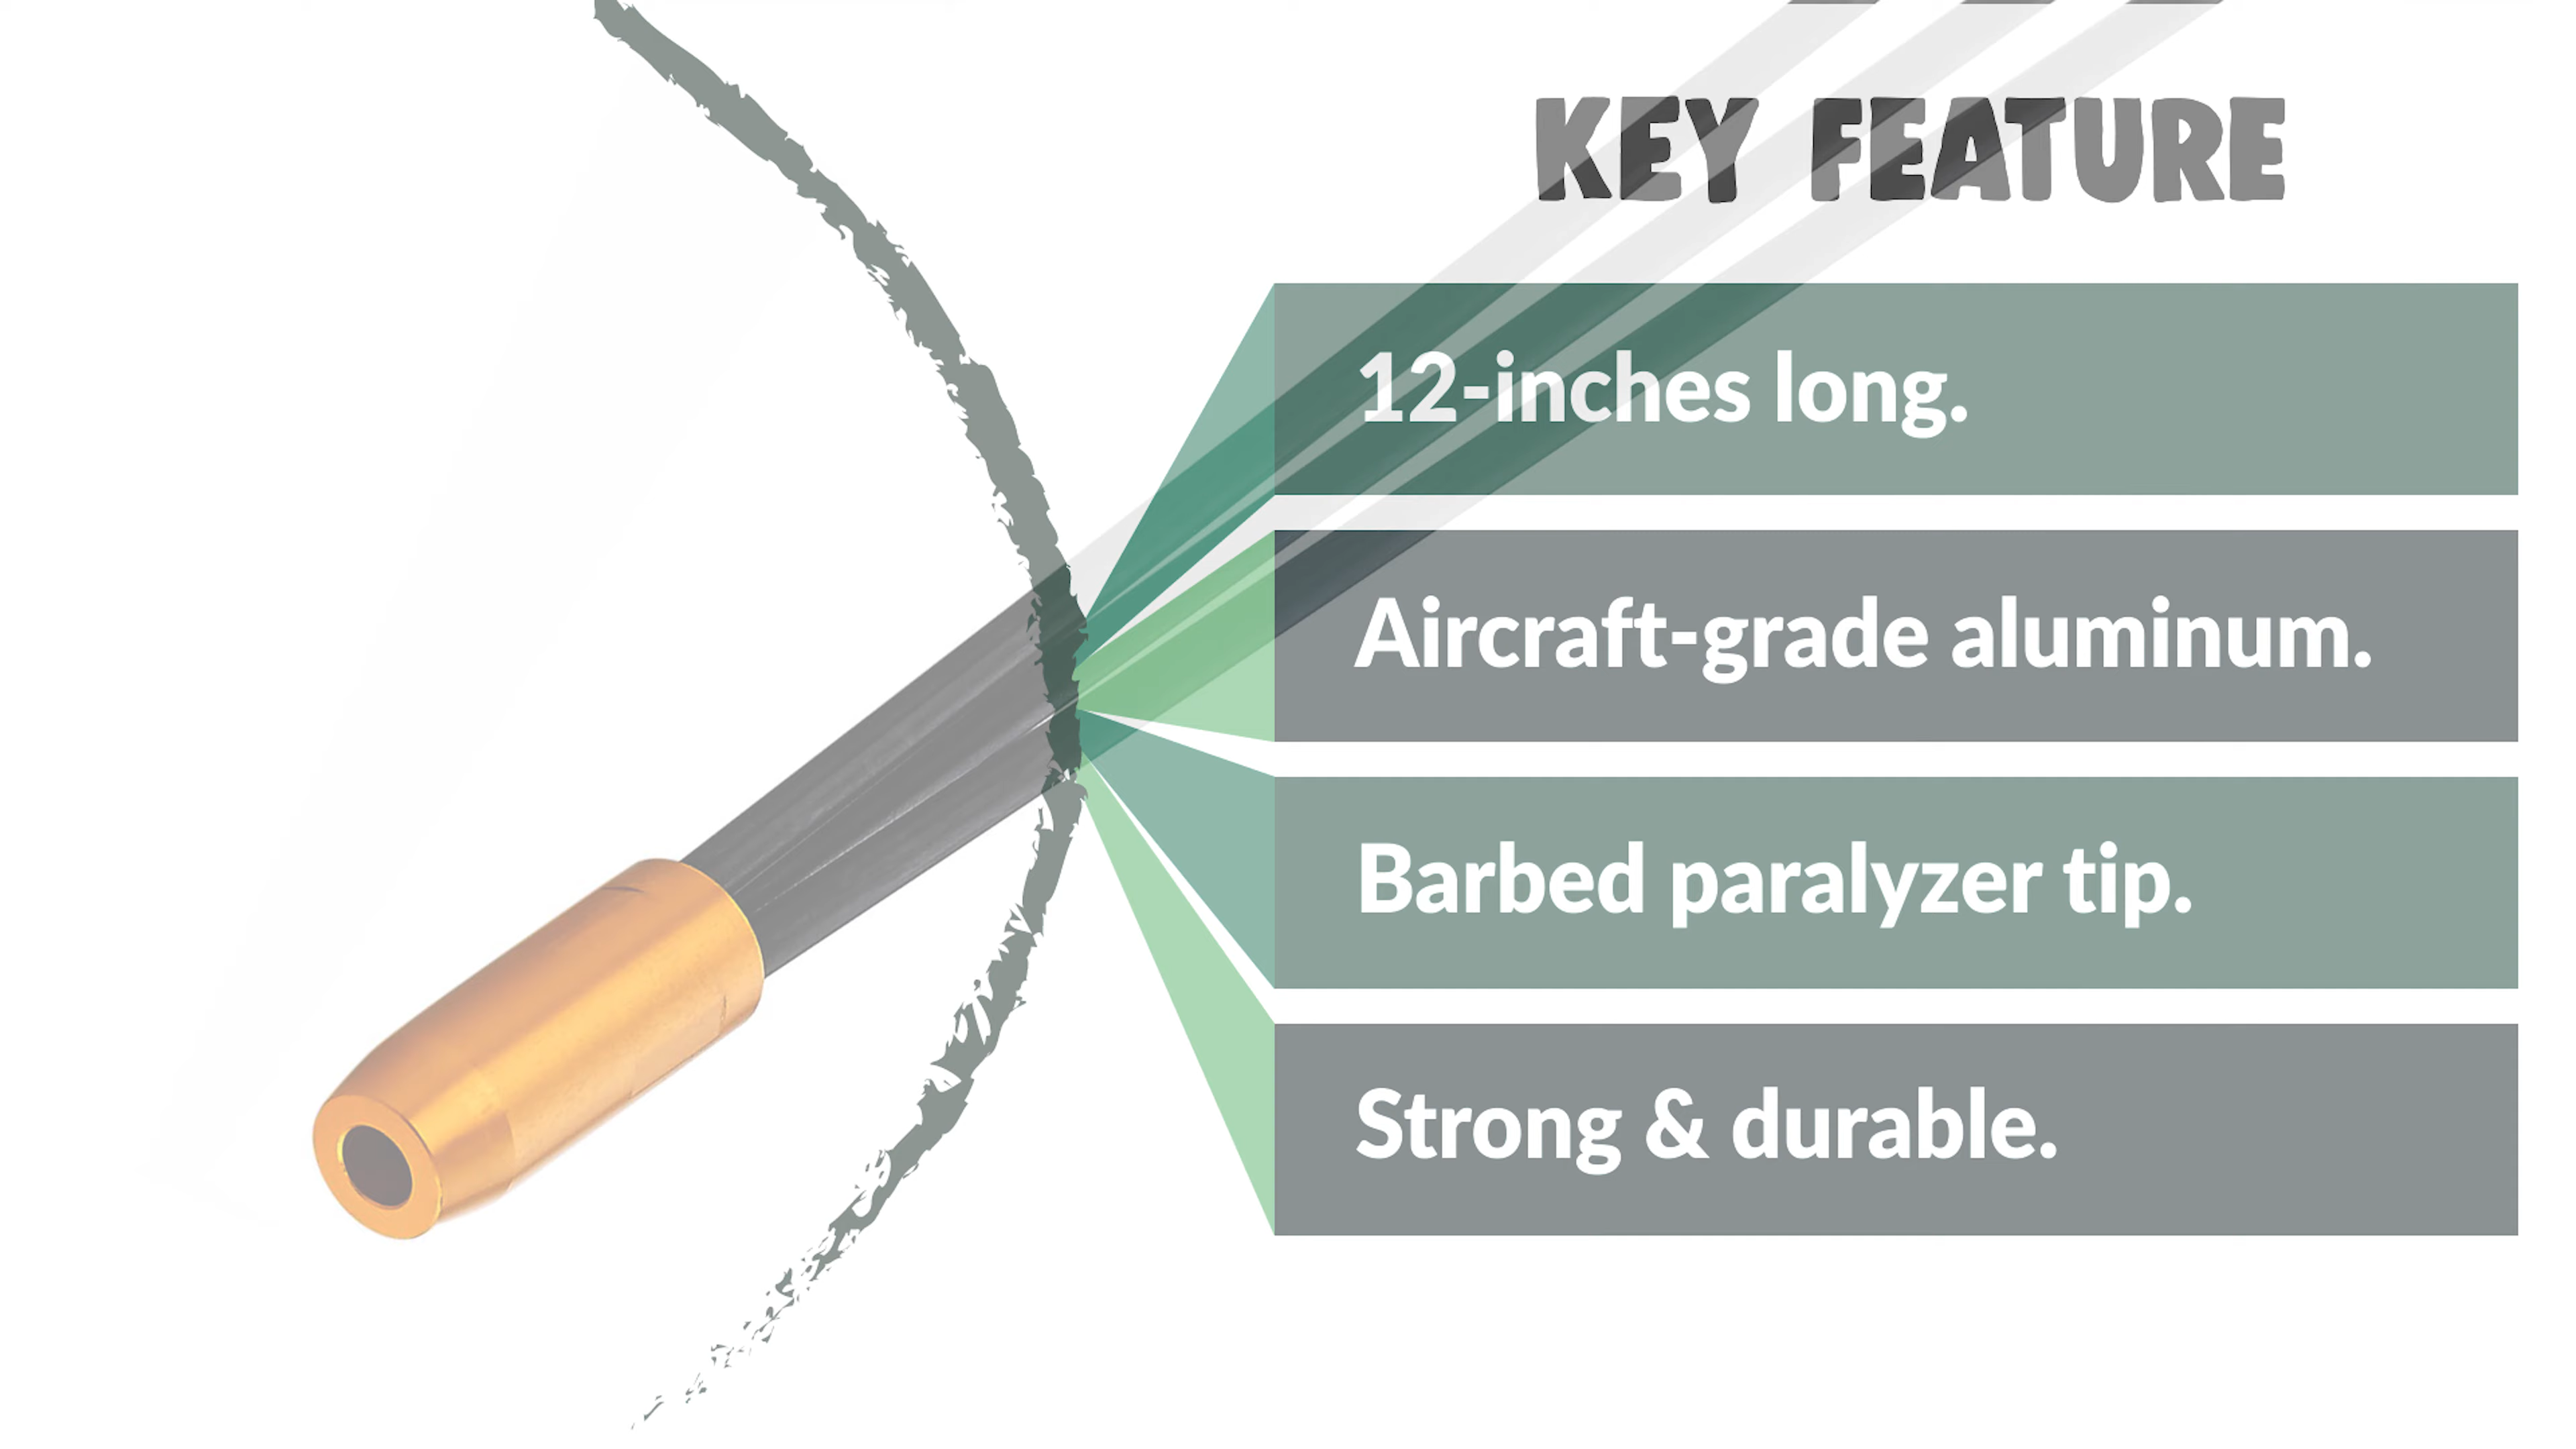 KEY FEATURE
12-inches long.
Aircraft-grade aluminum.
Barbed paralyzer tip.
Strong & durable.